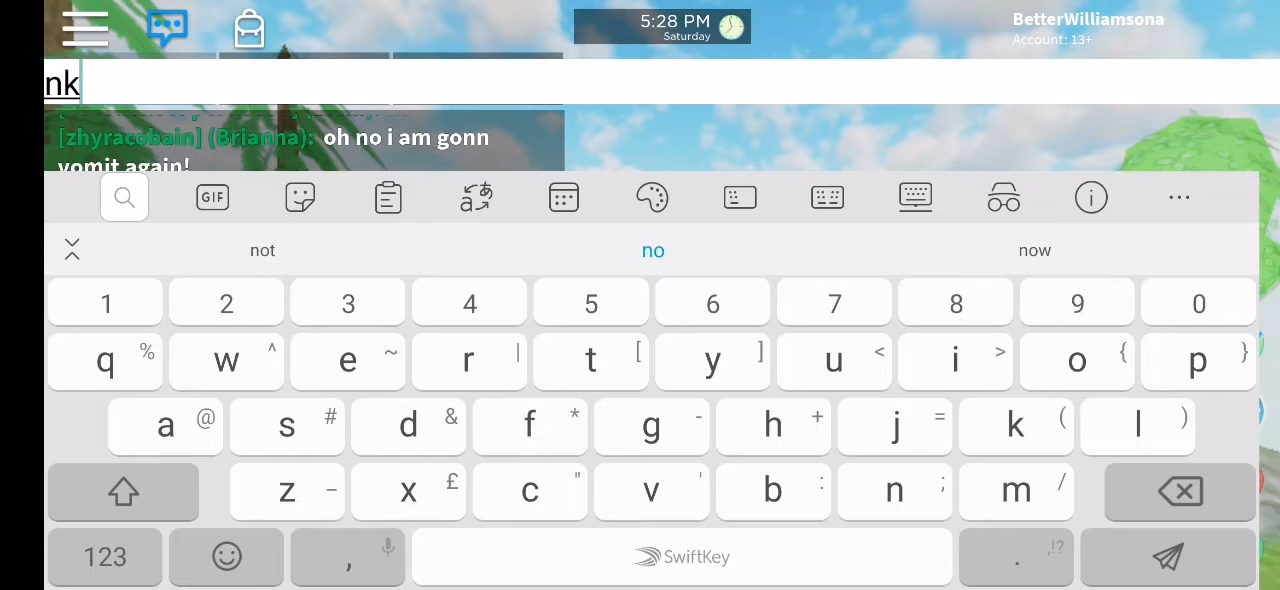 5:28 PM
Saturday
BetterWilliamsona
Account: 13+
nk
[zhyracobain] (Brianna): oh no i am gonn
vomit again!
GIF
not no now
1 2 3 4 5 6 7 8 9 0
q % w ^ e ~ r | t [ y ] u < i > o { p }
a @ s # d & f * g - h + j = k ( l )
z _ x £ c " v ' b : n ; m /
123 , SwiftKey . ,!?